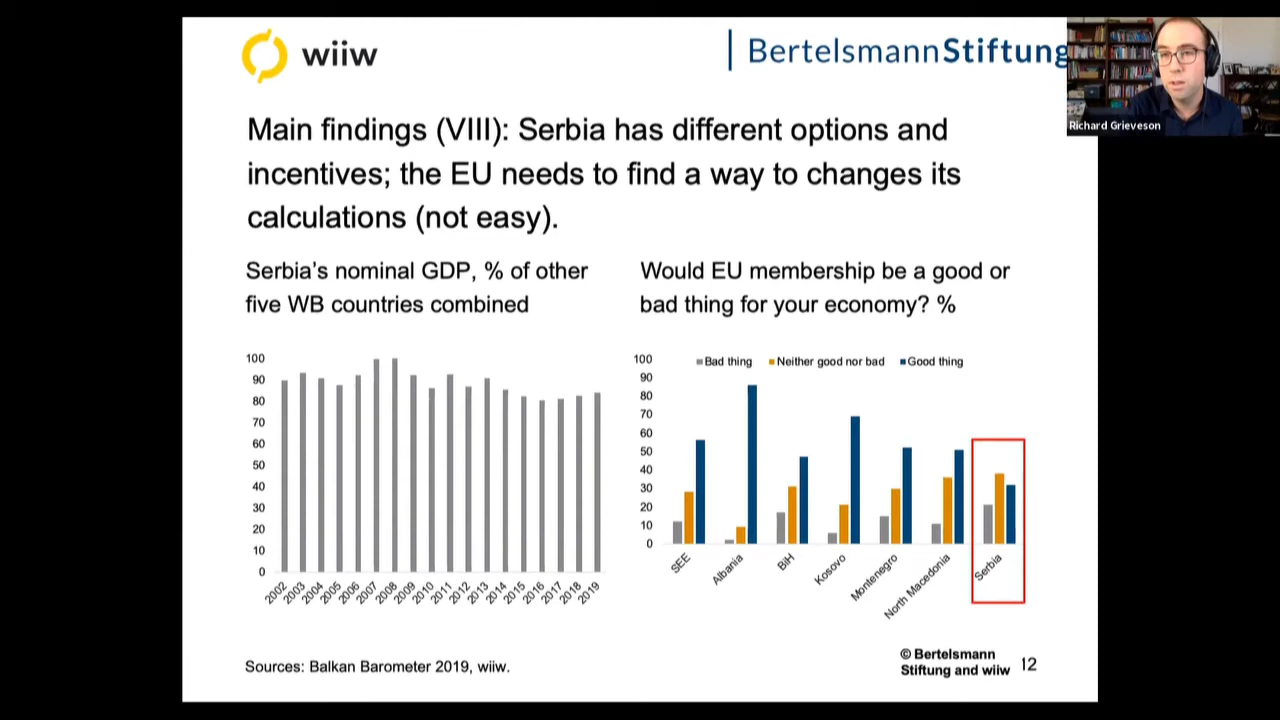 wiiw
BertelsmannStiftung
Richard Grieveson
Main findings (VIII): Serbia has different options and
incentives; the EU needs to find a way to changes its
calculations (not easy).
Serbia's nominal GDP, % of other
five WB countries combined
100
90
80
70
60
50
40
30
20
10
0
2002 2003 2004 2005 2006 2007 2008 2009 2010 2011 2012 2013 2014 2015 2016 2017 2018 2019
Would EU membership be a good or
bad thing for your economy? %
Bad thing Neither good nor bad Good thing
100
90
80
70
60
50
40
30
20
10
0
SEE Albania BiH Kosovo Montenegro North Macedonia Serbia
Sources: Balkan Barometer 2019, wiiw.
© Bertelsmann
Stiftung and wiiw
12